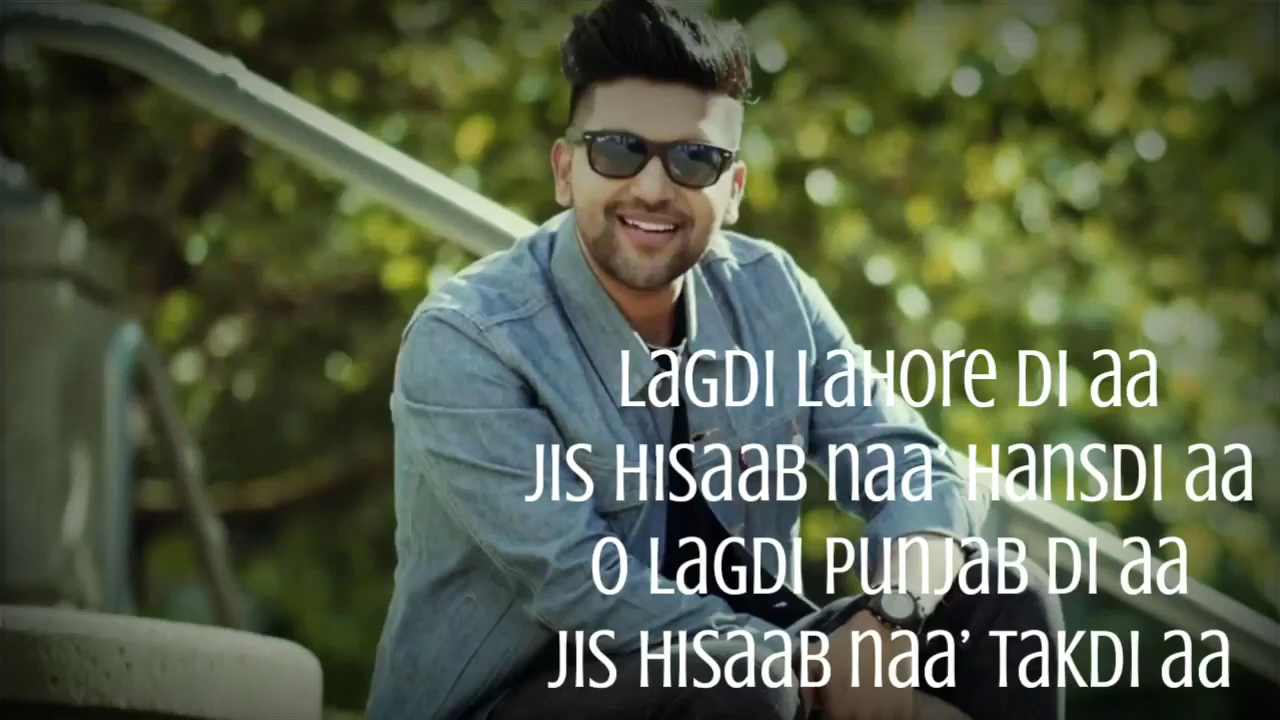 Lagdi Lahore di aa
Jis hisaab naa’ hansdi aa
O lagdi Punjab di aa
Jis hisaab naa’ takdi aa